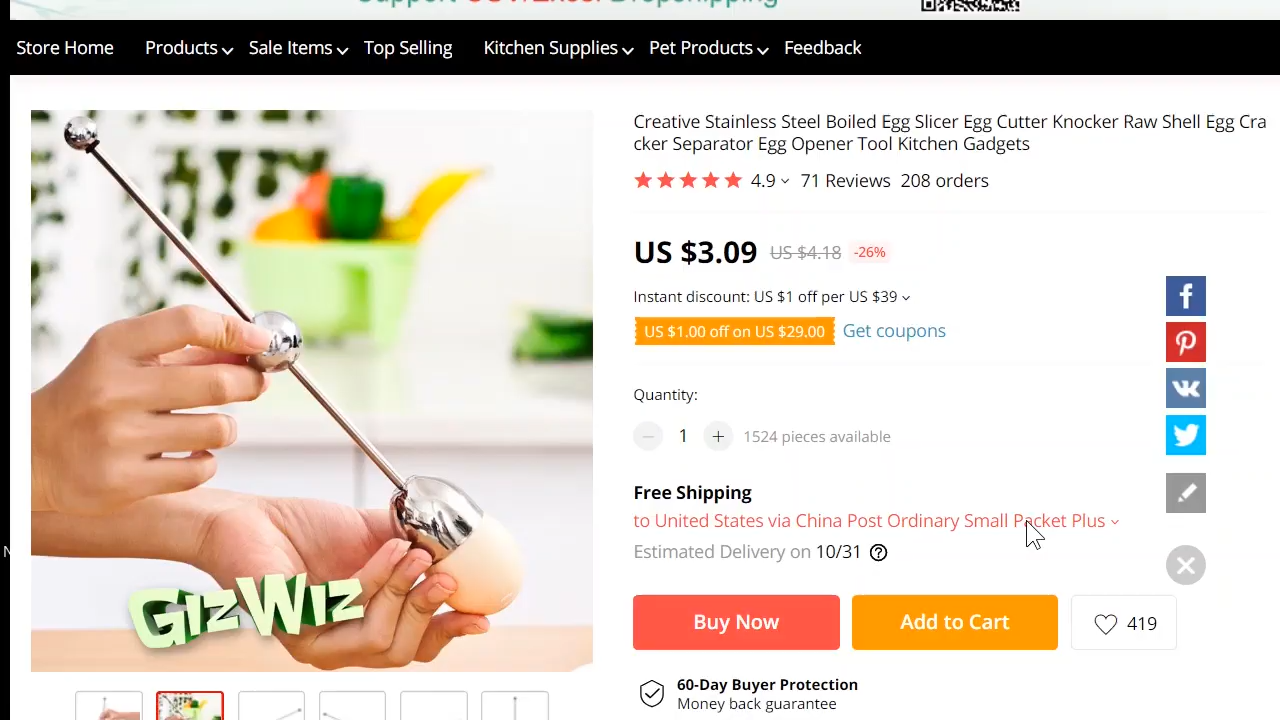 Support CSV/Excel Dropshipping
Store Home Products Sale Items Top Selling Kitchen Supplies Pet Products Feedback
Creative Stainless Steel Boiled Egg Slicer Egg Cutter Knocker Raw Shell Egg Cra
cker Separator Egg Opener Tool Kitchen Gadgets
4.9 71 Reviews 208 orders
US $3.09 US $4.18 -26%
Instant discount: US $1 off per US $39
US $1.00 off on US $29.00 Get coupons
Quantity:
1 1524 pieces available
Free Shipping
to United States via China Post Ordinary Small Packet Plus
Estimated Delivery on 10/31
Buy Now Add to Cart 419
60-Day Buyer Protection
Money back guarantee
GIZWIZ